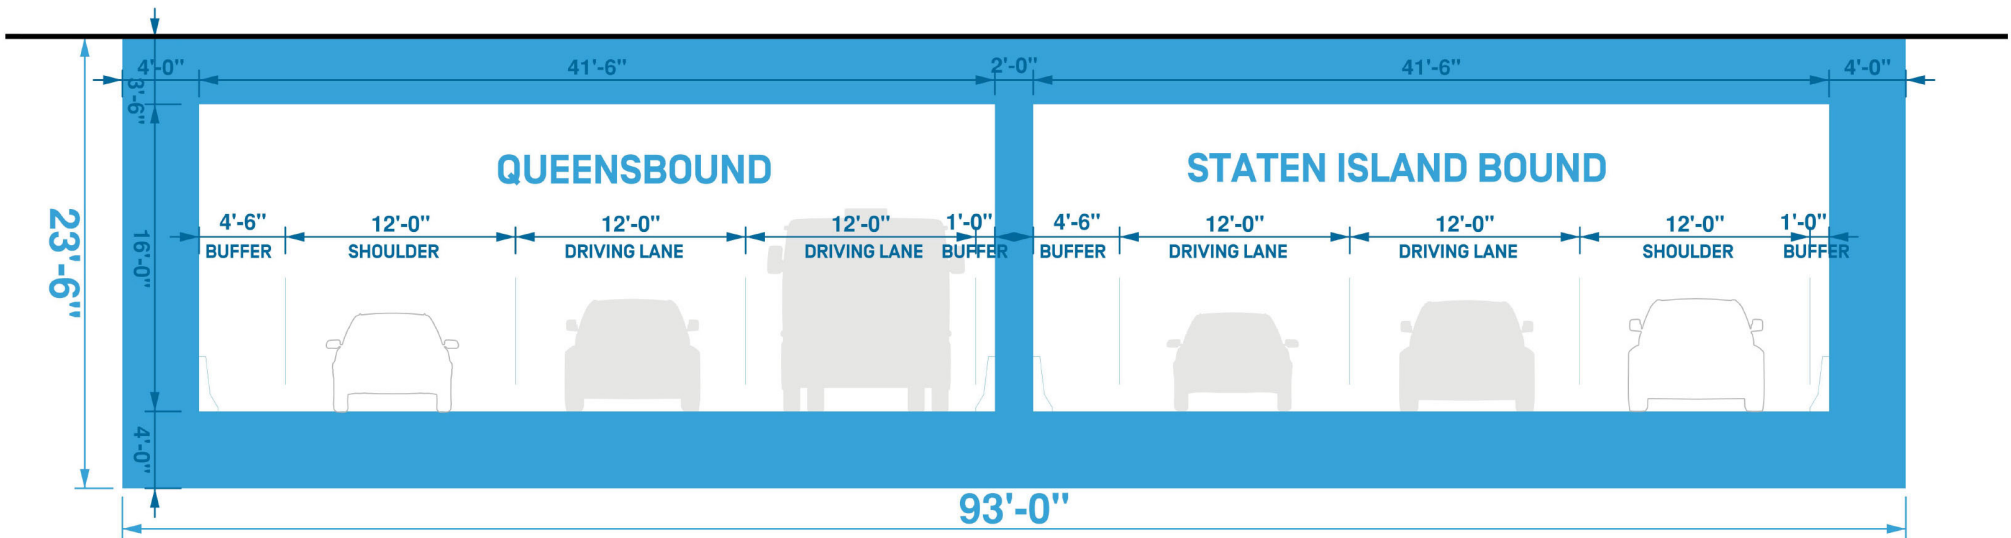 4'-0" 41'-6" 2'-0" 41'-6" 4'-0"
3'-6"
QUEENSBOUND STATEN ISLAND BOUND
4'-6" 12'-0" 12'-0" 12'-0" 1'-0" 4'-6" 12'-0" 12'-0" 12'-0" 1'-0"
BUFFER SHOULDER DRIVING LANE DRIVING LANE BUFFER BUFFER DRIVING LANE DRIVING LANE SHOULDER BUFFER
23'-6"
16'-0"
4'-0"
93'-0"